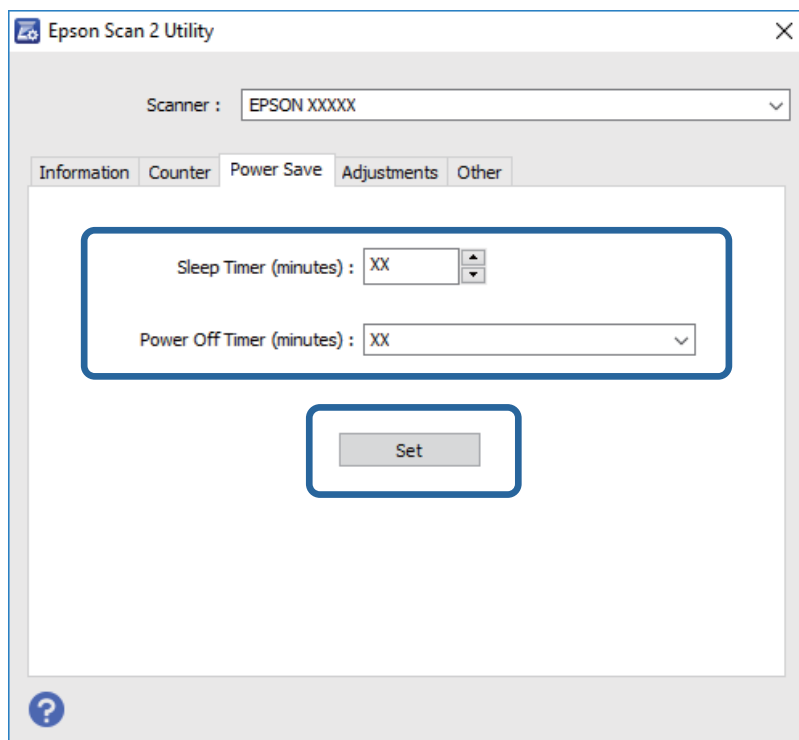 Epson Scan 2 Utility
Scanner : EPSON XXXXX
Information Counter Power Save Adjustments Other
Sleep Timer (minutes) : XX
Power Off Timer (minutes) : XX
Set
?